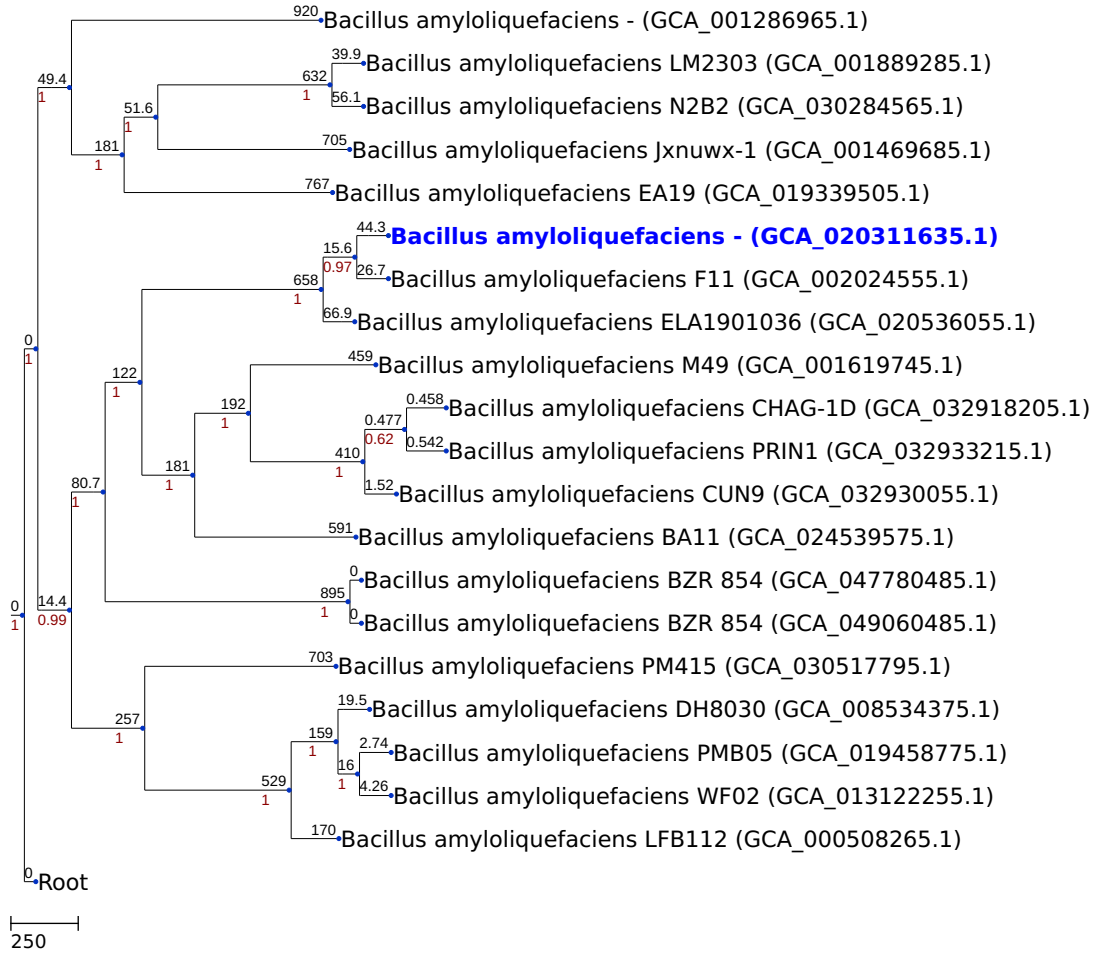 920
Bacillus amyloliquefaciens - (GCA_001286965.1)
39.9
Bacillus amyloliquefaciens LM2303 (GCA_001889285.1)
49.4
632
1
1
56.1
Bacillus amyloliquefaciens N2B2 (GCA_030284565.1)
51.6
1
705
Bacillus amyloliquefaciens Jxnuwx-1 (GCA_001469685.1)
181
1
767
Bacillus amyloliquefaciens EA19 (GCA_019339505.1)
44.3
Bacillus amyloliquefaciens - (GCA_020311635.1)
15.6
0.97
26.7
Bacillus amyloliquefaciens F11 (GCA_002024555.1)
658
1
66.9
Bacillus amyloliquefaciens ELA1901036 (GCA_020536055.1)
0
1
459
Bacillus amyloliquefaciens M49 (GCA_001619745.1)
122
1
192
1
0.458
Bacillus amyloliquefaciens CHAG-1D (GCA_032918205.1)
0.477
0.62
0.542
Bacillus amyloliquefaciens PRIN1 (GCA_032933215.1)
410
1
181
1
1.52
Bacillus amyloliquefaciens CUN9 (GCA_032930055.1)
80.7
1
591
Bacillus amyloliquefaciens BA11 (GCA_024539575.1)
0
Bacillus amyloliquefaciens BZR 854 (GCA_047780485.1)
895
1
0
Bacillus amyloliquefaciens BZR 854 (GCA_049060485.1)
0
1
14.4
0.99
703
Bacillus amyloliquefaciens PM415 (GCA_030517795.1)
257
1
19.5
Bacillus amyloliquefaciens DH8030 (GCA_008534375.1)
159
1
2.74
Bacillus amyloliquefaciens PMB05 (GCA_019458775.1)
16
1
4.26
Bacillus amyloliquefaciens WF02 (GCA_013122255.1)
529
1
170
Bacillus amyloliquefaciens LFB112 (GCA_000508265.1)
0
Root
250